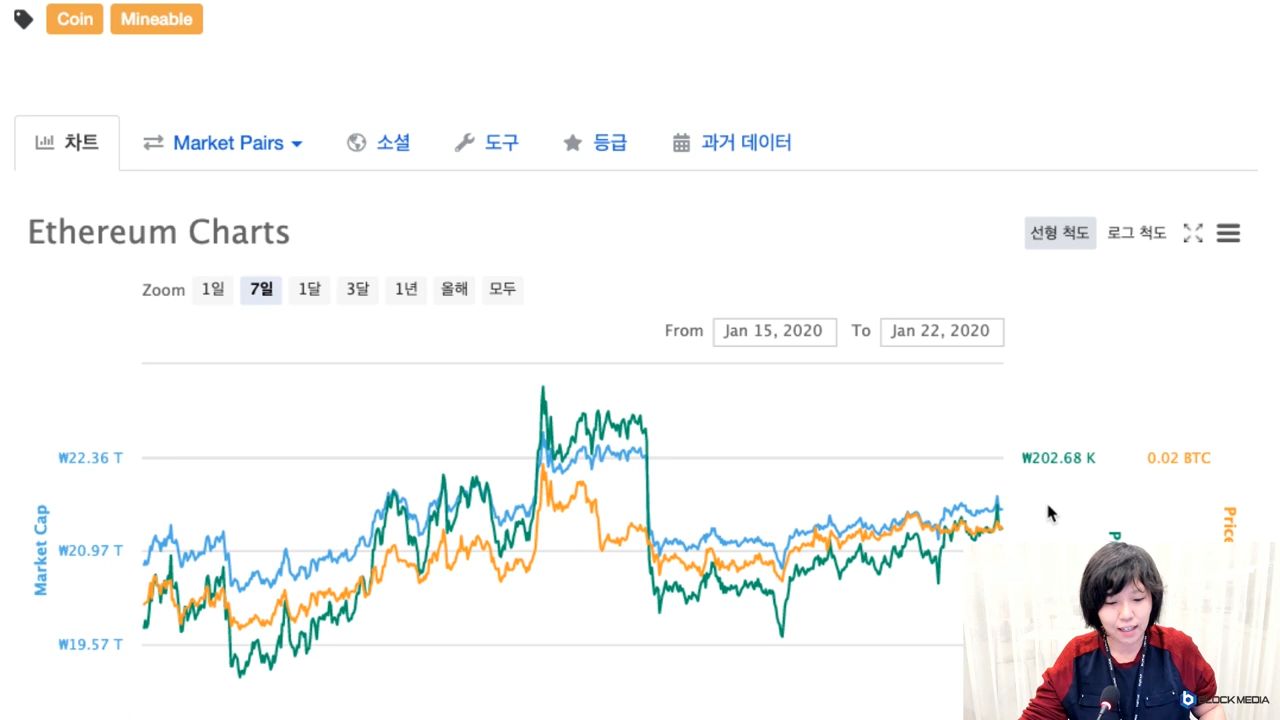 Coin Mineable
차트 Market Pairs 소셜 도구 등급 과거 데이터
Ethereum Charts
선형 척도 로그 척도
Zoom 1일 7일 1달 3달 1년 올해 모두
From Jan 15, 2020 To Jan 22, 2020
₩22.36 T
₩20.97 T
₩19.57 T
Market Cap
₩202.68 K
0.02 BTC
BLOCK MEDIA